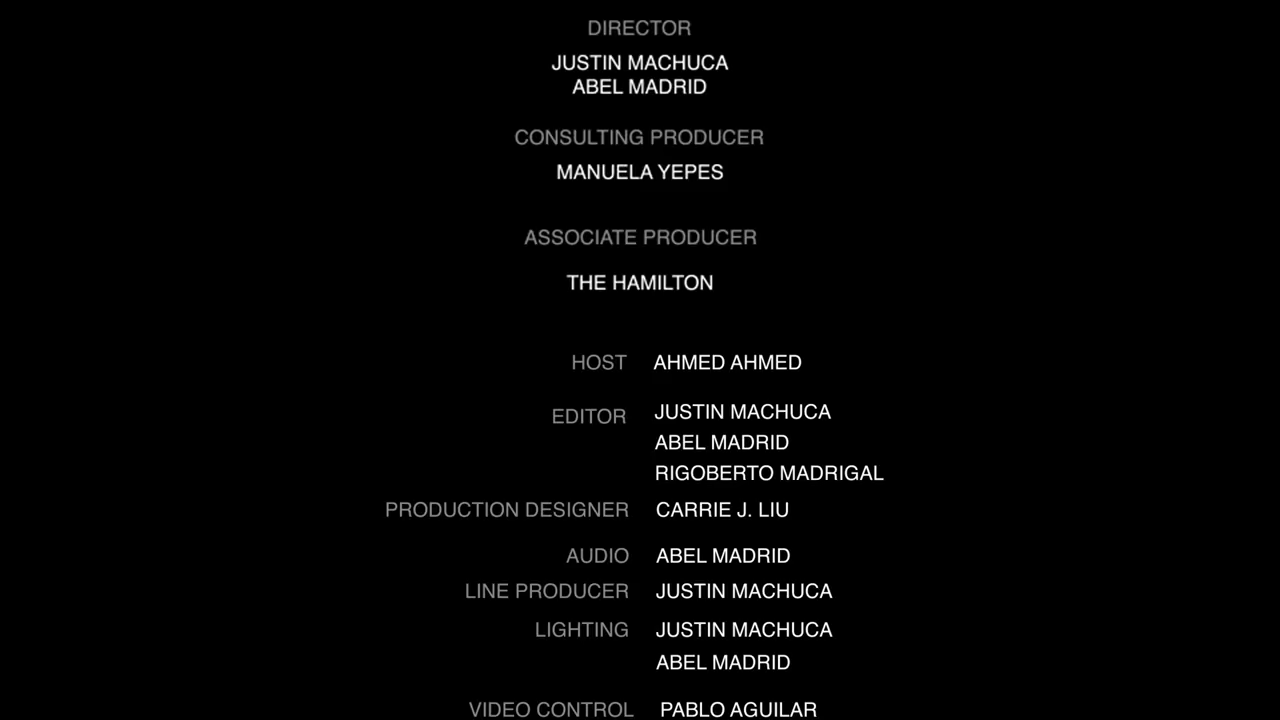 DIRECTOR
JUSTIN MACHUCA
ABEL MADRID
CONSULTING PRODUCER
MANUELA YEPES
ASSOCIATE PRODUCER
THE HAMILTON
HOST AHMED AHMED
EDITOR JUSTIN MACHUCA
ABEL MADRID
RIGOBERTO MADRIGAL
PRODUCTION DESIGNER CARRIE J. LIU
AUDIO ABEL MADRID
LINE PRODUCER JUSTIN MACHUCA
LIGHTING JUSTIN MACHUCA
ABEL MADRID
VIDEO CONTROL PABLO AGUILAR